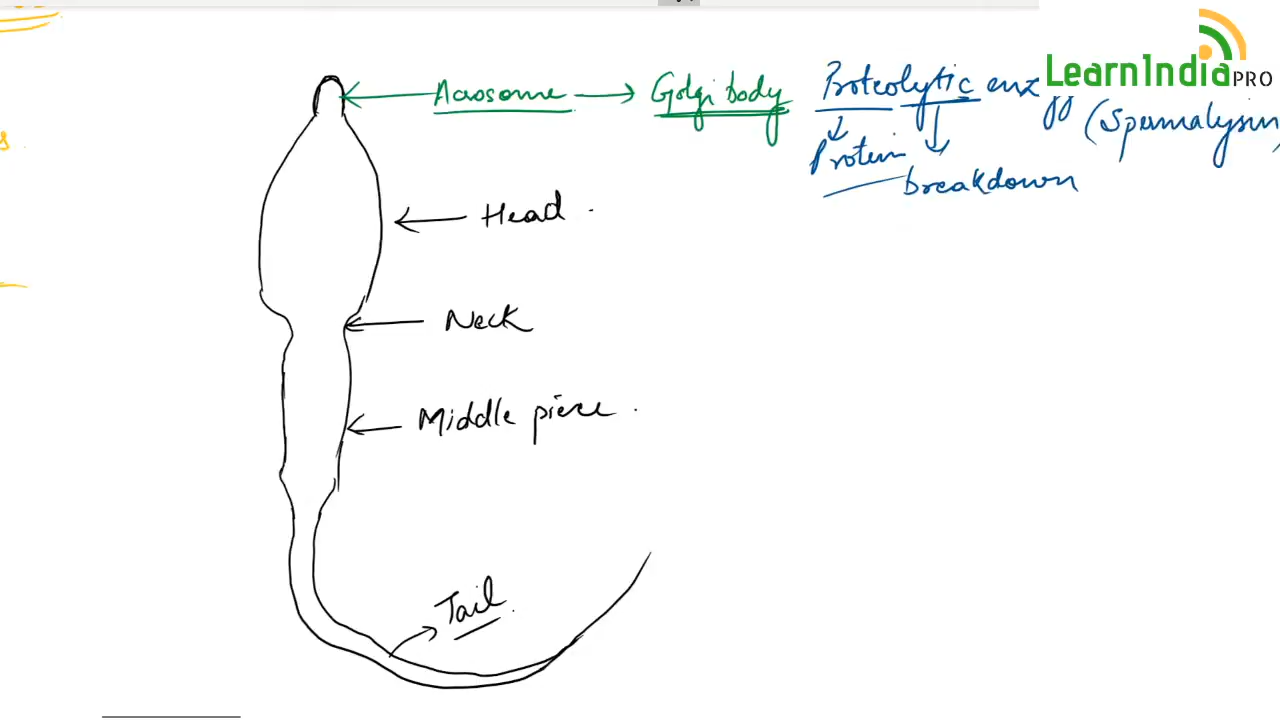 LearnIndia PRO
Acrosome → Golgi body Proteolytic enz (Spermalysin
Protein
breakdown
Head
Neck
Middle piece
Tail
s